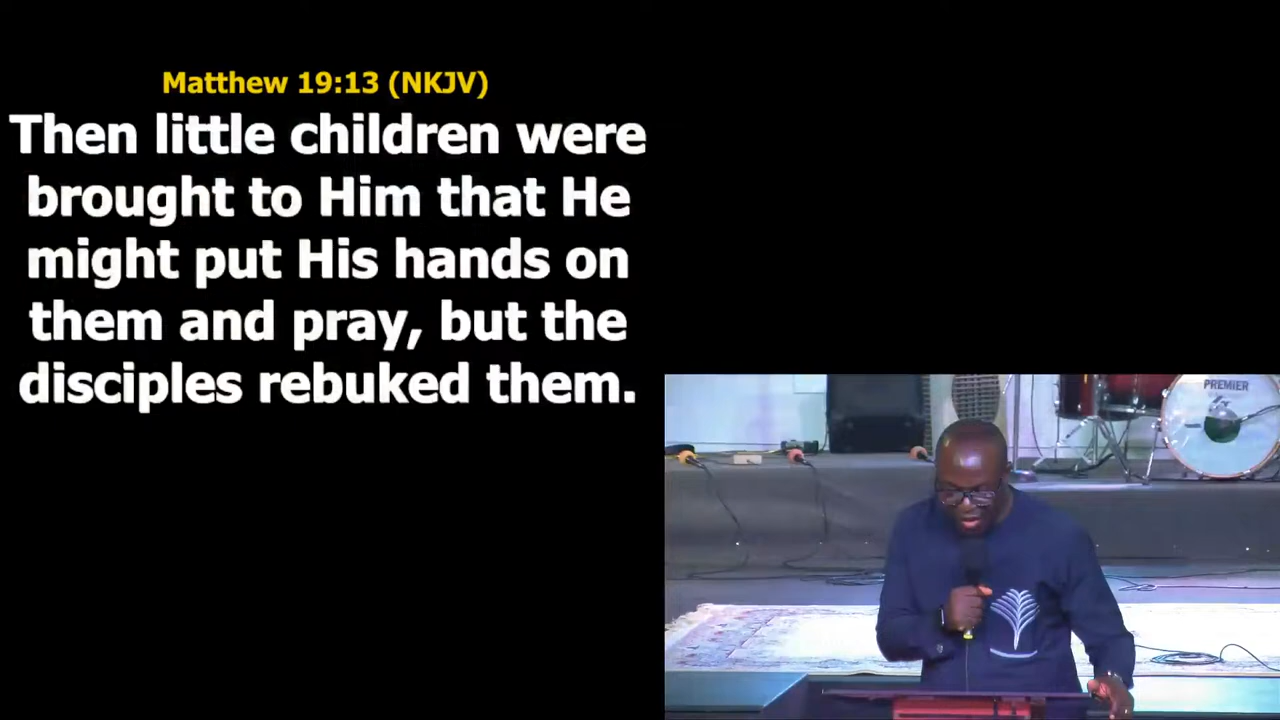 Matthew 19:13 (NKJV)
Then little children were
brought to Him that He
might put His hands on
them and pray, but the
disciples rebuked them.
PREMIER